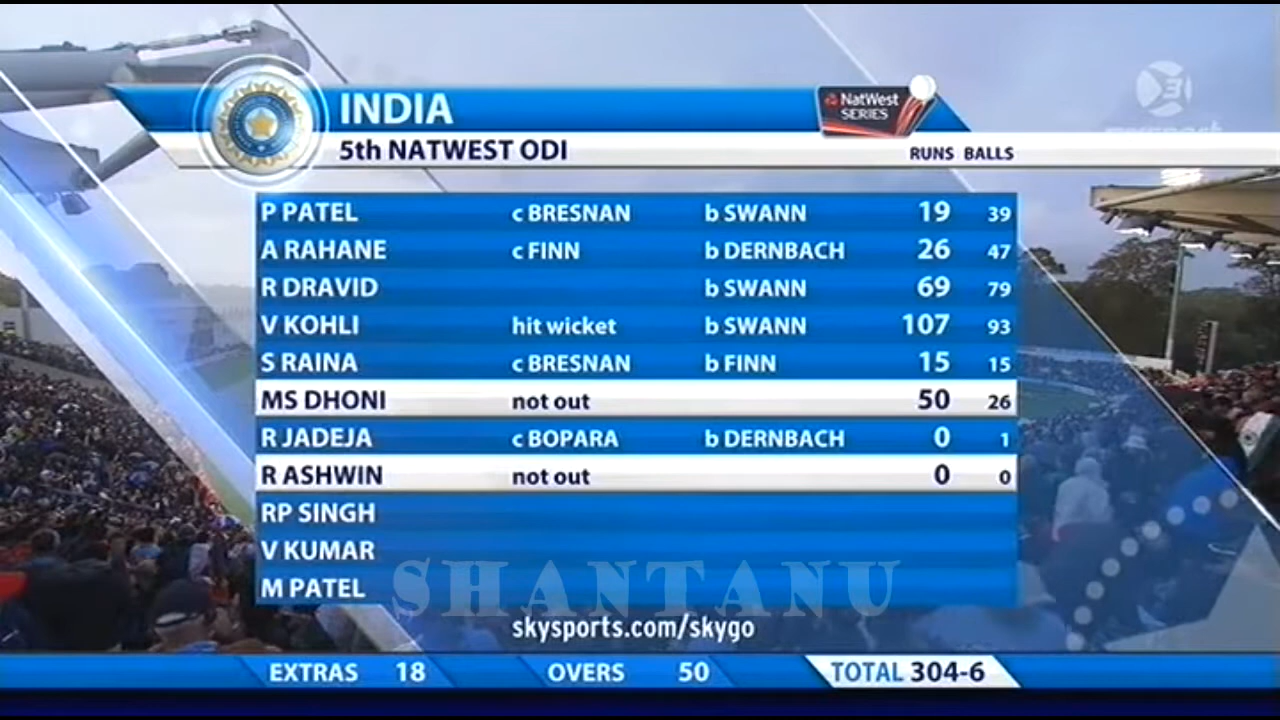 INDIA
NatWest
SERIES
3
5th NATWEST ODI RUNS BALLS
P PATEL c BRESNAN b SWANN 19 39
A RAHANE c FINN b DERNBACH 26 47
R DRAVID b SWANN 69 79
V KOHLI hit wicket b SWANN 107 93
S RAINA c BRESNAN b FINN 15 15
MS DHONI not out 50 26
R JADEJA c BOPARA b DERNBACH 0 1
R ASHWIN not out 0 0
RP SINGH
V KUMAR
M PATEL
SHANTANU
skysports.com/skygo
EXTRAS 18 OVERS 50 TOTAL 304-6